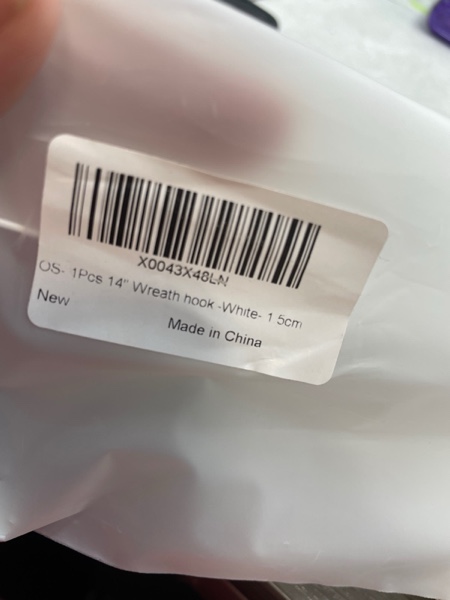 X0043X48LN
OS- 1Pcs 14" Wreath hook -White- 1 5cm
New
Made in China